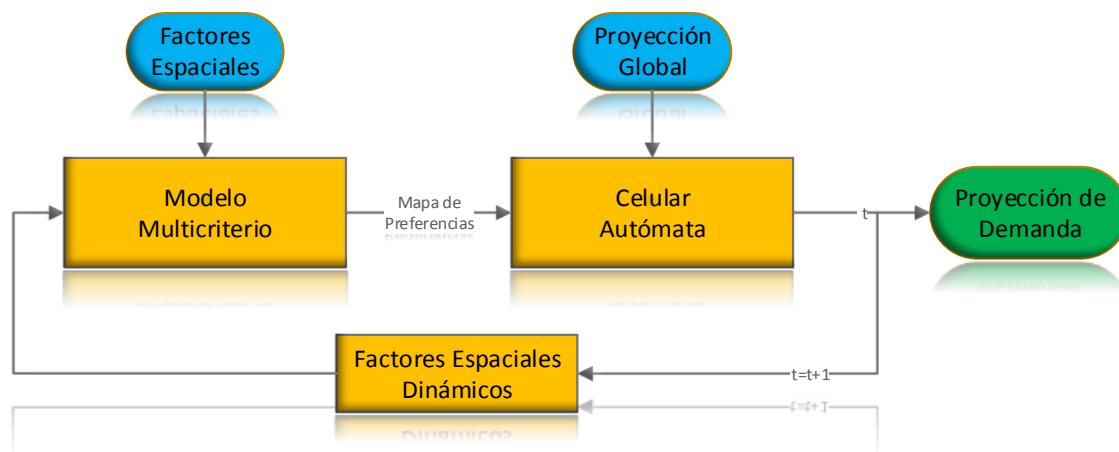 Factores
Espaciales
Proyección
Global
Modelo
Multicriterio
Mapa de
Preferencias
Celular
Autómata
t
Proyección de
Demanda
Factores Espaciales
Dinámicos
t=t+1